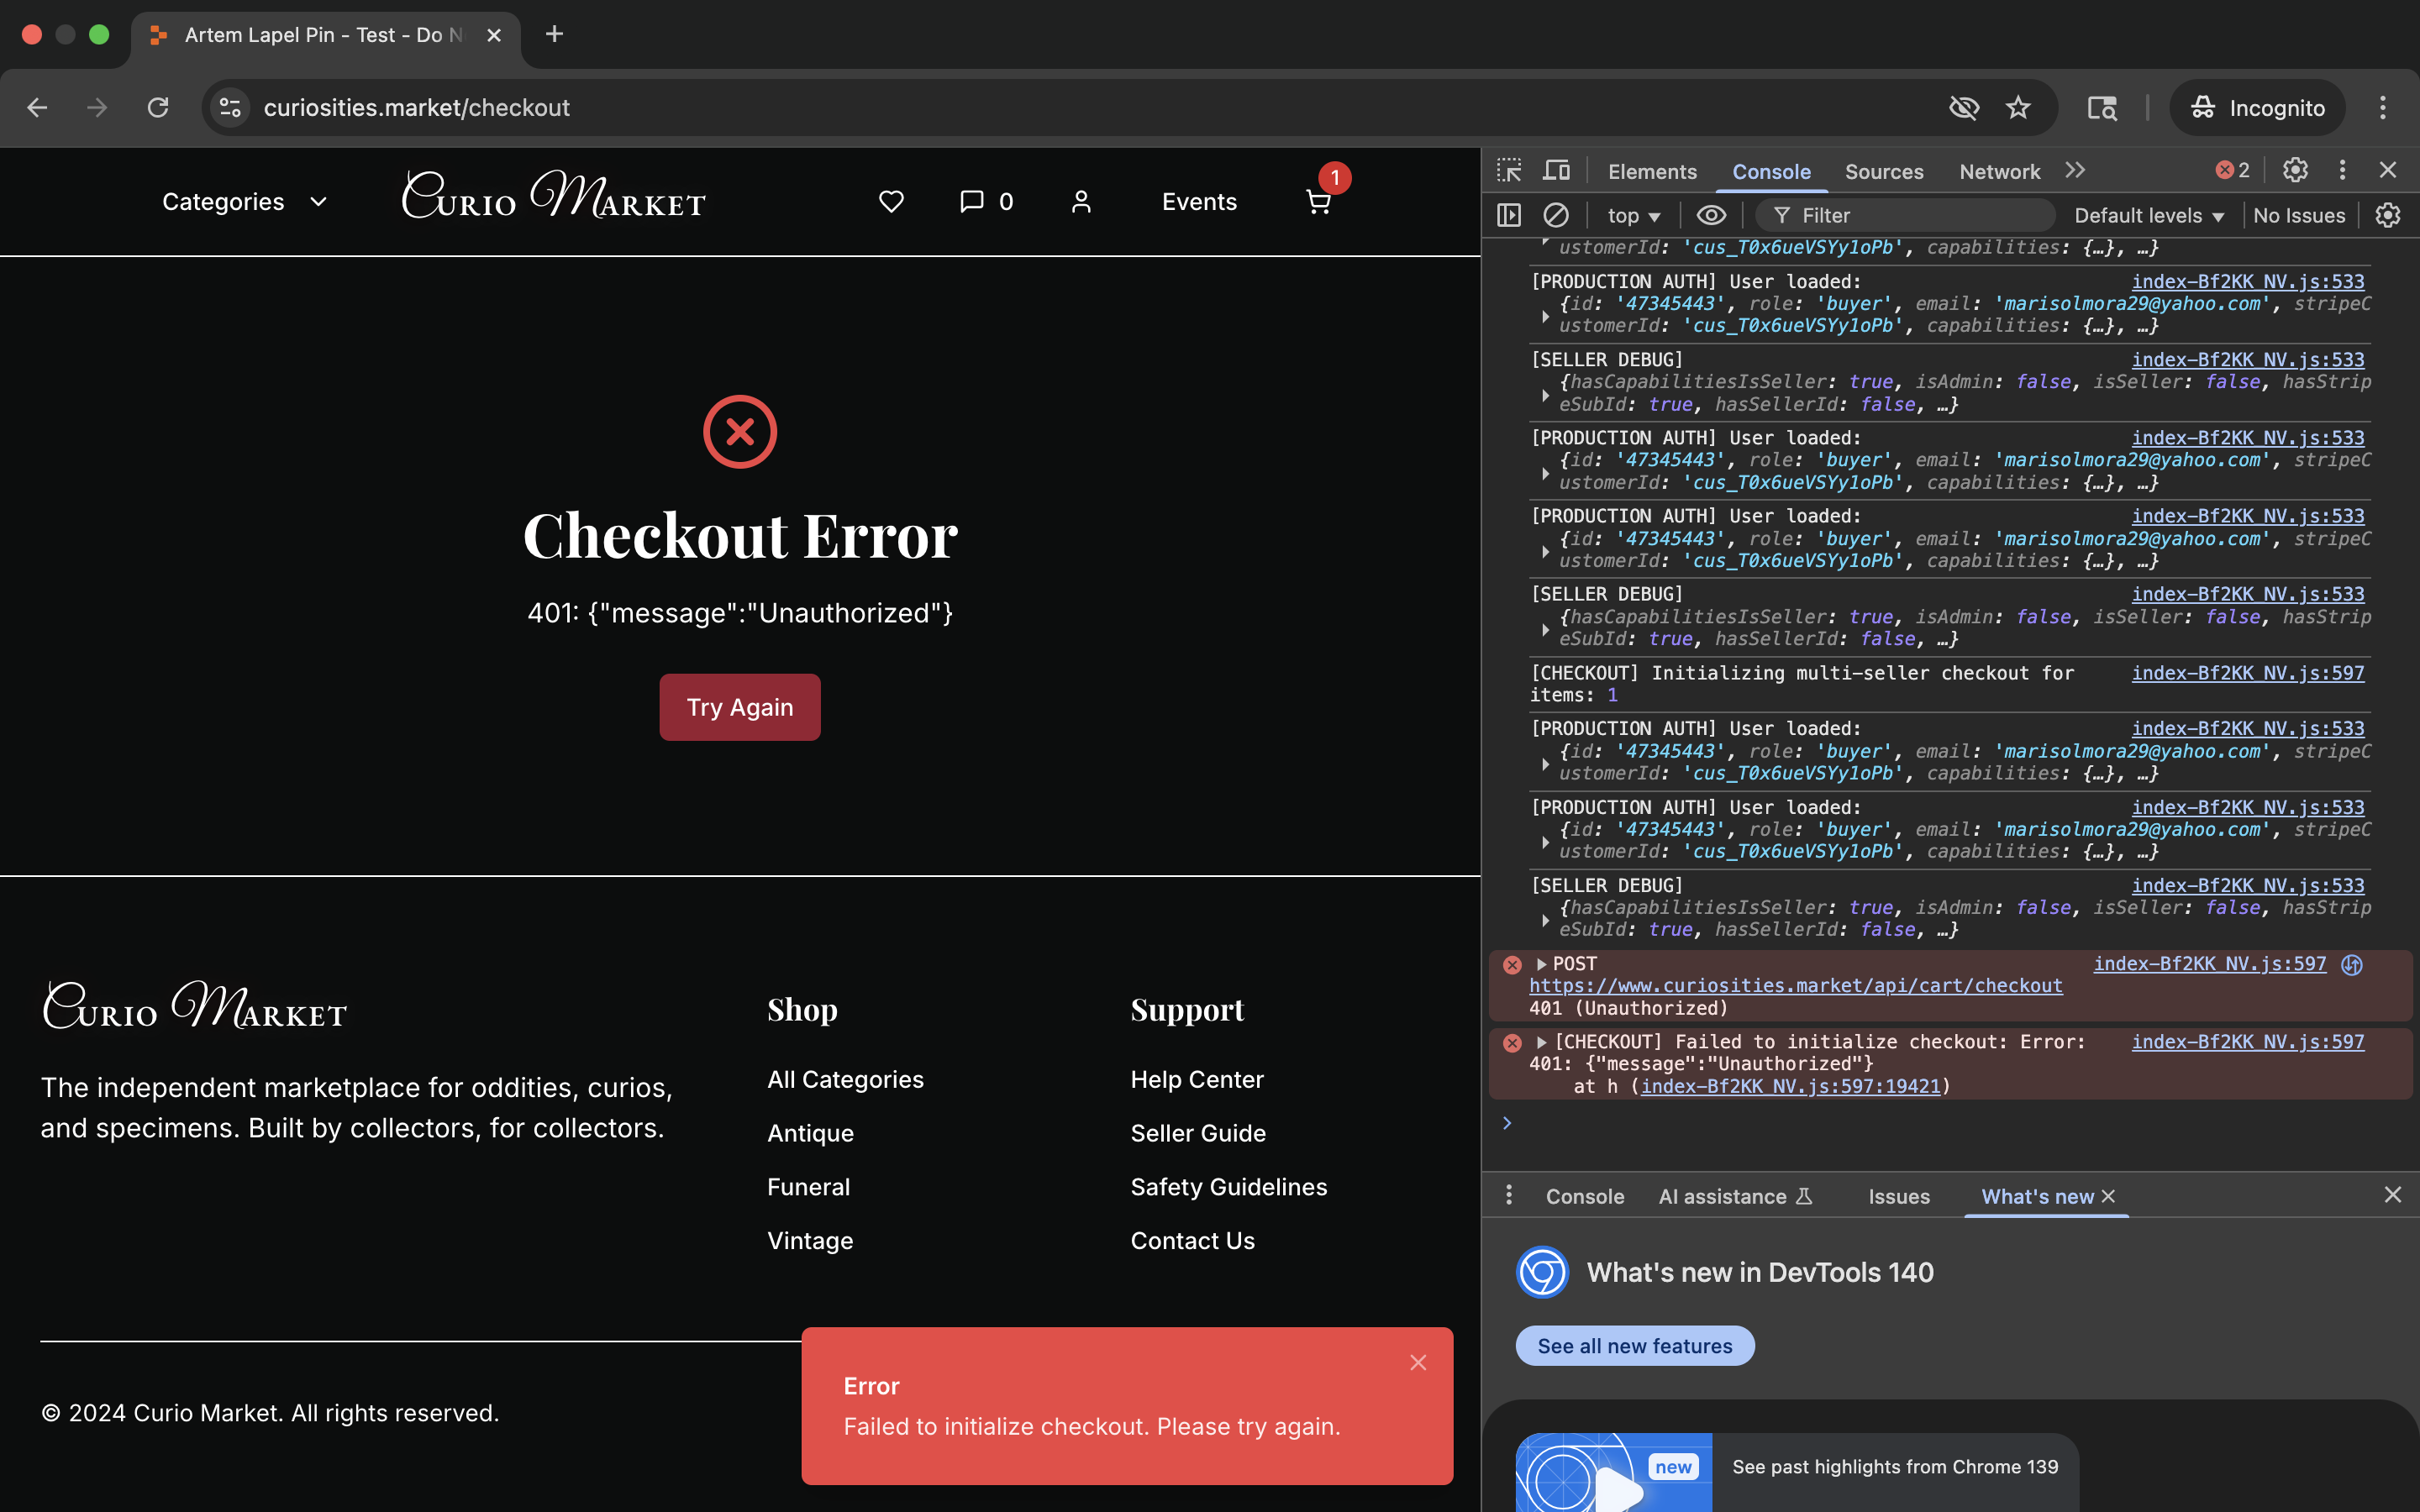 Artem Lapel Pin - Test - Do N
curiosities.market/checkout
Incognito
Categories
Curio Market
0
Events
1
Checkout Error
401: {"message":"Unauthorized"}
Try Again
Curio Market
The independent marketplace for oddities, curios,
and specimens. Built by collectors, for collectors.
Shop
All Categories
Antique
Funeral
Vintage
Support
Help Center
Seller Guide
Safety Guidelines
Contact Us
© 2024 Curio Market. All rights reserved.
Error
Failed to initialize checkout. Please try again.
Elements Console Sources Network 2
top Filter Default levels No Issues
ustomerId: 'cus_T0x6ueVSYy1oPb', capabilities: {…}, …}
[PRODUCTION AUTH] User loaded: index-Bf2KK_NV.js:533
{id: '47345443', role: 'buyer', email: 'marisolmora29@yahoo.com', stripeC
ustomerId: 'cus_T0x6ueVSYy1oPb', capabilities: {…}, …}
[SELLER DEBUG] index-Bf2KK_NV.js:533
{hasCapabilitiesIsSeller: true, isAdmin: false, isSeller: false, hasStrip
eSubId: true, hasSellerId: false, …}
[PRODUCTION AUTH] User loaded: index-Bf2KK_NV.js:533
{id: '47345443', role: 'buyer', email: 'marisolmora29@yahoo.com', stripeC
ustomerId: 'cus_T0x6ueVSYy1oPb', capabilities: {…}, …}
[PRODUCTION AUTH] User loaded: index-Bf2KK_NV.js:533
{id: '47345443', role: 'buyer', email: 'marisolmora29@yahoo.com', stripeC
ustomerId: 'cus_T0x6ueVSYy1oPb', capabilities: {…}, …}
[SELLER DEBUG] index-Bf2KK_NV.js:533
{hasCapabilitiesIsSeller: true, isAdmin: false, isSeller: false, hasStrip
eSubId: true, hasSellerId: false, …}
[CHECKOUT] Initializing multi-seller checkout for index-Bf2KK_NV.js:597
items: 1
[PRODUCTION AUTH] User loaded: index-Bf2KK_NV.js:533
{id: '47345443', role: 'buyer', email: 'marisolmora29@yahoo.com', stripeC
ustomerId: 'cus_T0x6ueVSYy1oPb', capabilities: {…}, …}
[PRODUCTION AUTH] User loaded: index-Bf2KK_NV.js:533
{id: '47345443', role: 'buyer', email: 'marisolmora29@yahoo.com', stripeC
ustomerId: 'cus_T0x6ueVSYy1oPb', capabilities: {…}, …}
[SELLER DEBUG] index-Bf2KK_NV.js:533
{hasCapabilitiesIsSeller: true, isAdmin: false, isSeller: false, hasStrip
eSubId: true, hasSellerId: false, …}
POST index-Bf2KK_NV.js:597
https://www.curiosities.market/api/cart/checkout
401 (Unauthorized)
[CHECKOUT] Failed to initialize checkout: Error: index-Bf2KK_NV.js:597
401: {"message":"Unauthorized"}
at h (index-Bf2KK_NV.js:597:19421)
Console AI assistance Issues What's new
What's new in DevTools 140
See all new features
new
See past highlights from Chrome 139